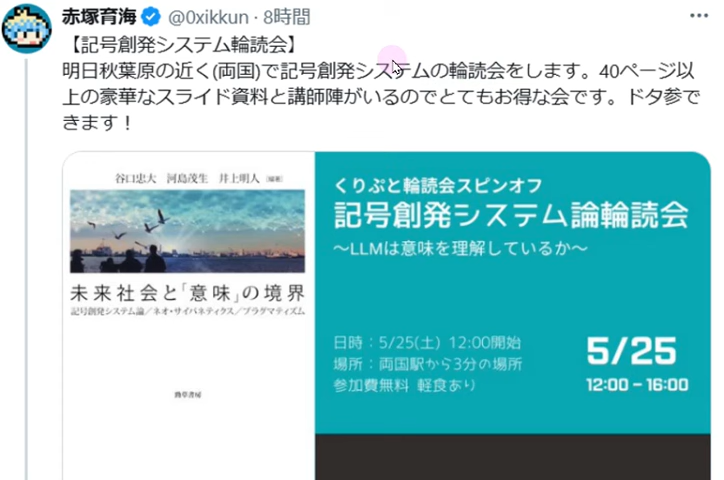 赤塚育海 @0xikkun · 8時間
【記号創発システム輪読会】
明日秋葉原の近く(両国)で記号創発システムの輪読会をします。40ページ以
上の豪華なスライド資料と講師陣がいるのでとてもお得な会です。ドタ参で
きます！
谷口忠大 河島茂生 井上明人 [編著]
未来社会と「意味」の境界
記号創発システム論／ネオ・サイバネティクス／プラグマティズム
勁草書房
くりぷと輪読会スピンオフ
記号創発システム論輪読会
〜LLMは意味を理解しているか〜
日時：5/25(土) 12:00開始
場所：両国駅から3分の場所
参加費無料 軽食あり
5/25
12:00 – 16:00